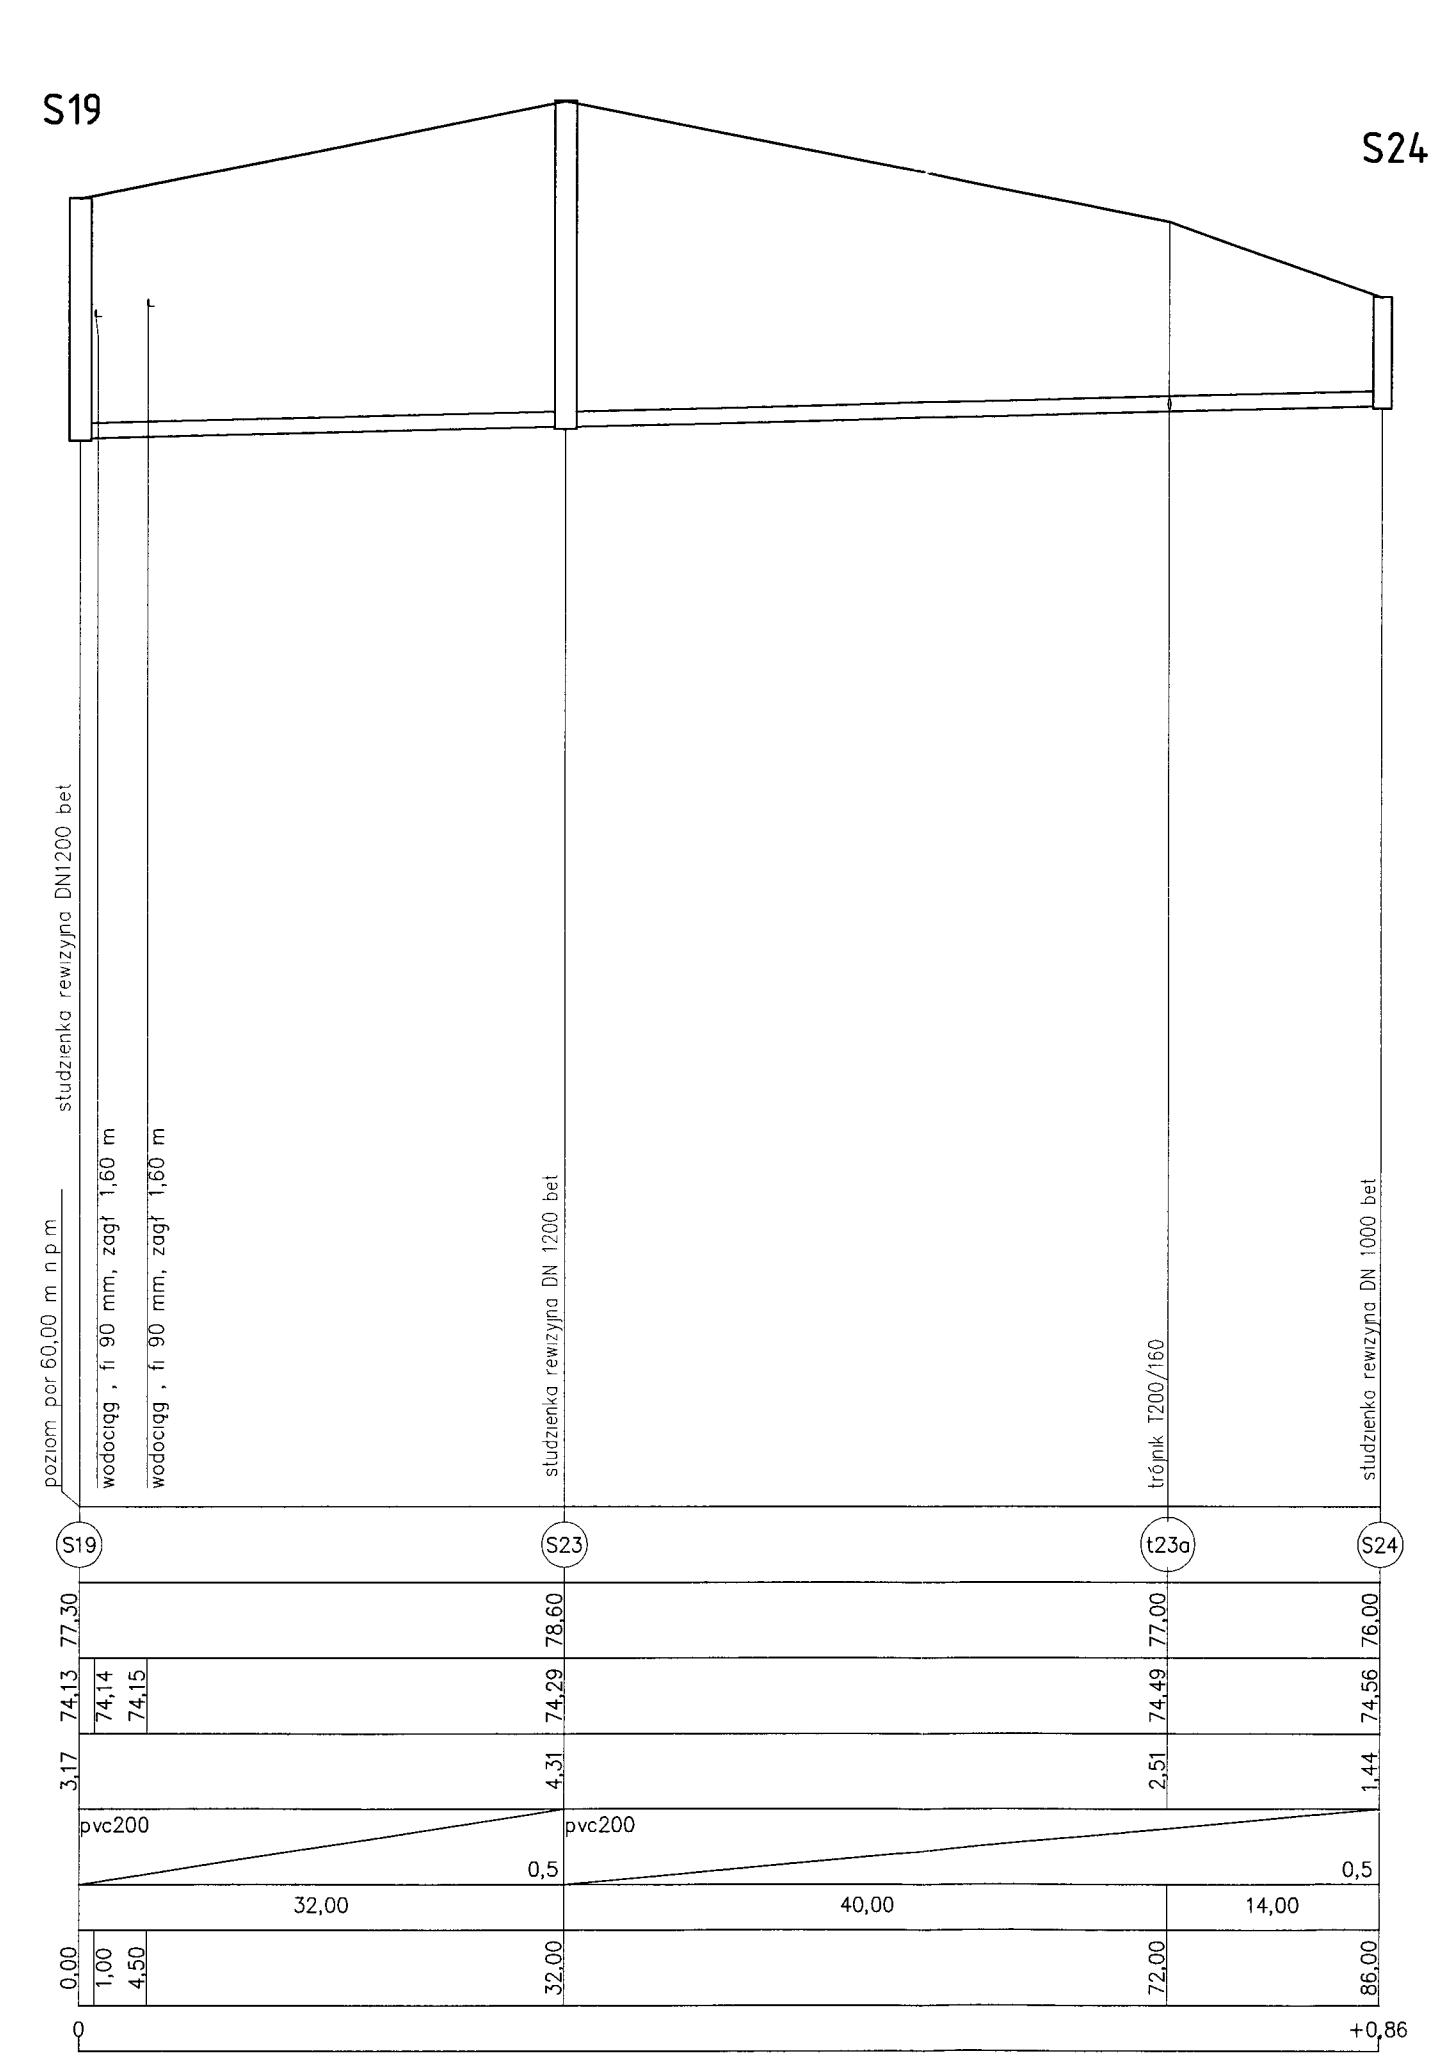 S19
S24
studzienka rewizyjna DN1200 bet
poziom por 60,00 m n p m
wodociąg , fi 90 mm, zagł 1,60 m
wodociąg , fi 90 mm, zagł 1,60 m
studzienka rewizyjna DN 1200 bet
trójnik T200/160
studzienka rewizyjna DN 1000 bet
S19 S23 t23a S24
77,30 78,60 77,00 76,00
74,13 74,14 74,15 74,29 74,49 74,56
3,17 4,31 2,51 1,44
pvc200 pvc200
0,5 0,5
32,00 40,00 14,00
0,00 1,00 4,50 32,00 72,00 86,00
0 +0,86